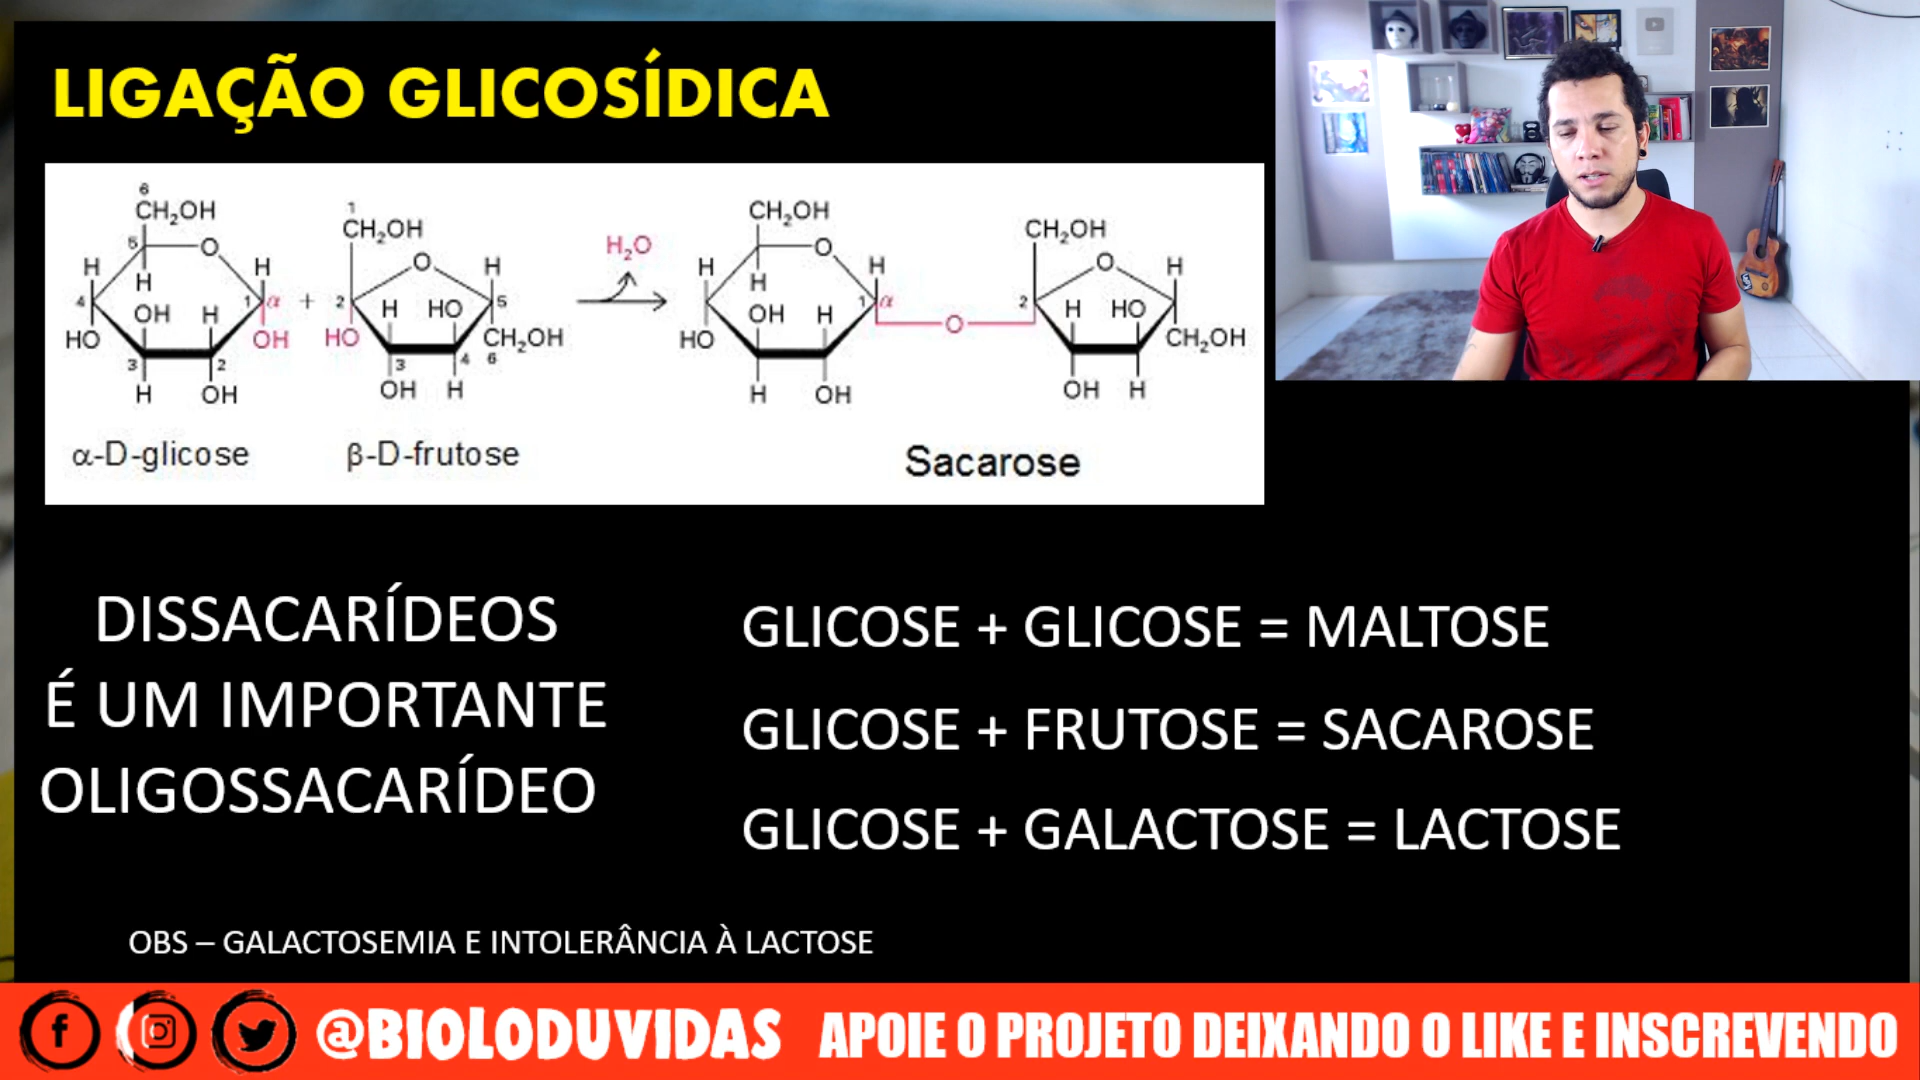 LIGAÇÃO GLICOSÍDICA
6
CH₂OH
5
O
H
H
H
4
1
α
OH
H
HO
OH
3
2
H
OH
α-D-glicose
+
1
CH₂OH
O
H
2
H
HO
5
HO
CH₂OH
3
4
6
OH
H
β-D-frutose
H₂O
CH₂OH
O
H
H
H
1
α
OH
H
HO
H
OH
O
CH₂OH
O
H
2
H
HO
CH₂OH
OH
H
Sacarose
DISSACARÍDEOS
É UM IMPORTANTE
OLIGOSSACARÍDEO
GLICOSE + GLICOSE = MALTOSE
GLICOSE + FRUTOSE = SACAROSE
GLICOSE + GALACTOSE = LACTOSE
OBS – GALACTOSEMIA E INTOLERÂNCIA À LACTOSE
@BIOLODUVIDAS APOIE O PROJETO DEIXANDO O LIKE E INSCREVENDO